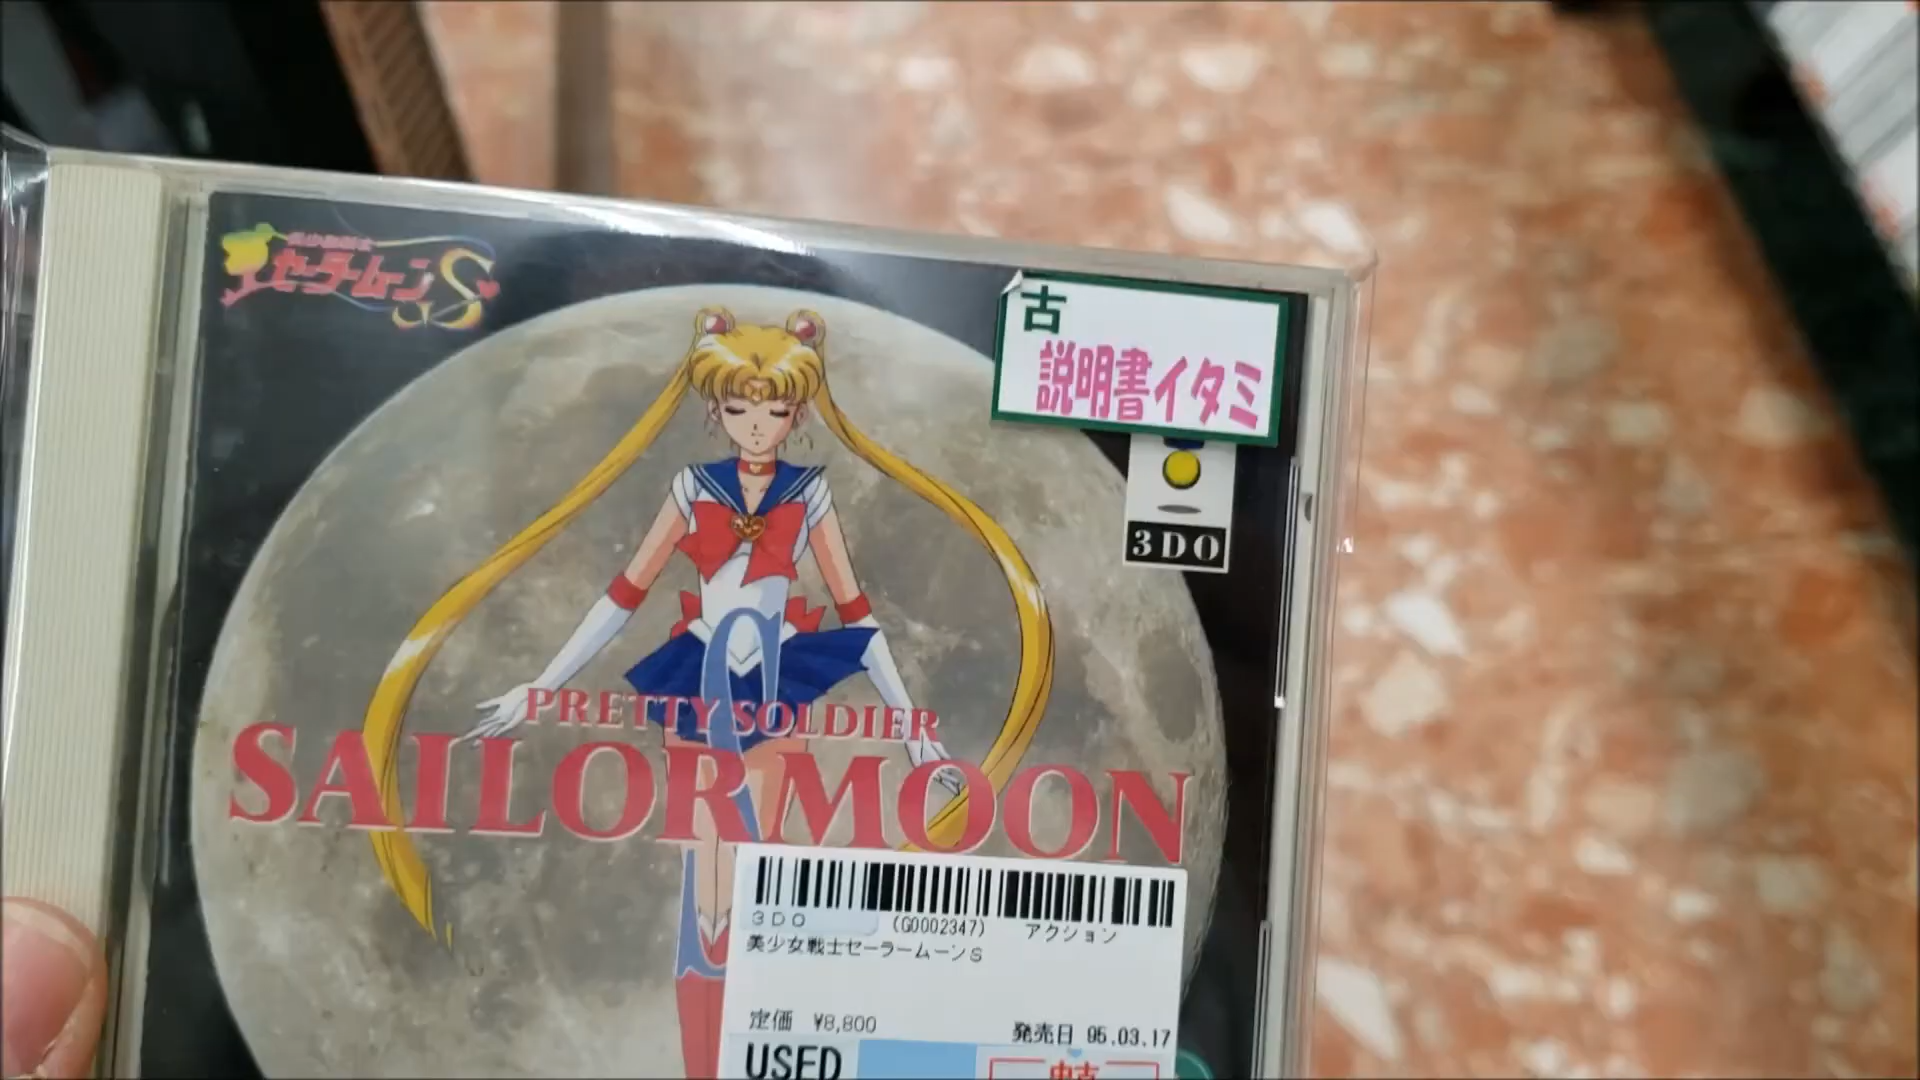 セーラームーンS
古
説明書イタミ
3DO
PRETTY SOLDIER
S
SAILORMOON
3DO (G0002347) アクション
美少女戦士セーラームーンS
定価 ¥8,800 発売日 95.03.17
USED